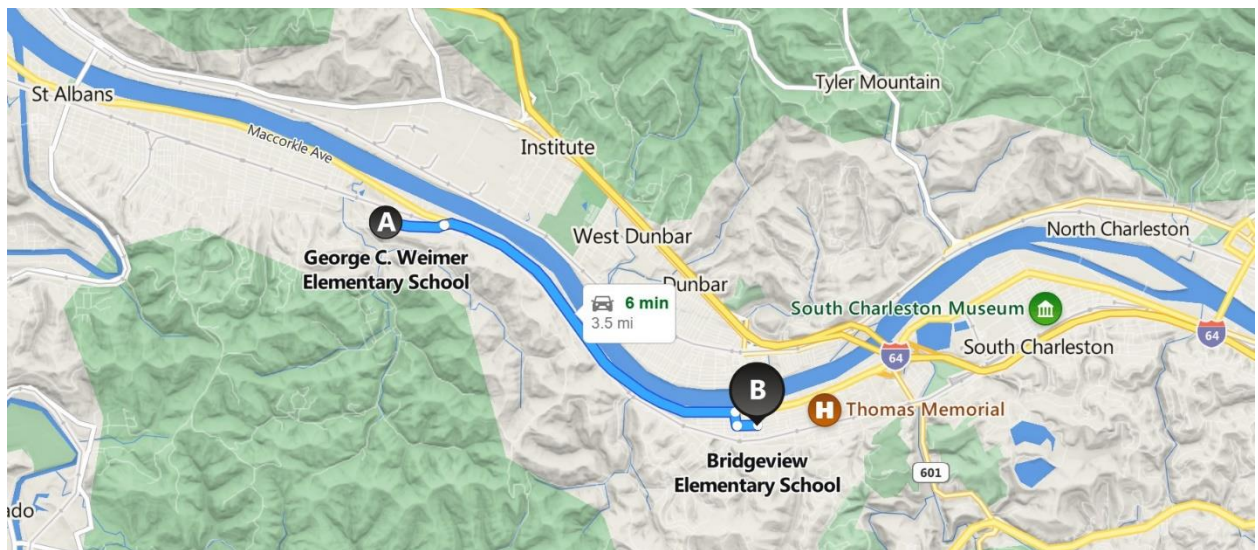 Tyler Mountain
St Albans
Maccorkle Ave
Institute
A
George C. Weimer
Elementary School
West Dunbar
North Charleston
Dunbar
6 min
3.5 mi
South Charleston Museum
64
64
South Charleston
B
H Thomas Memorial
Bridgeview
Elementary School
601
ado